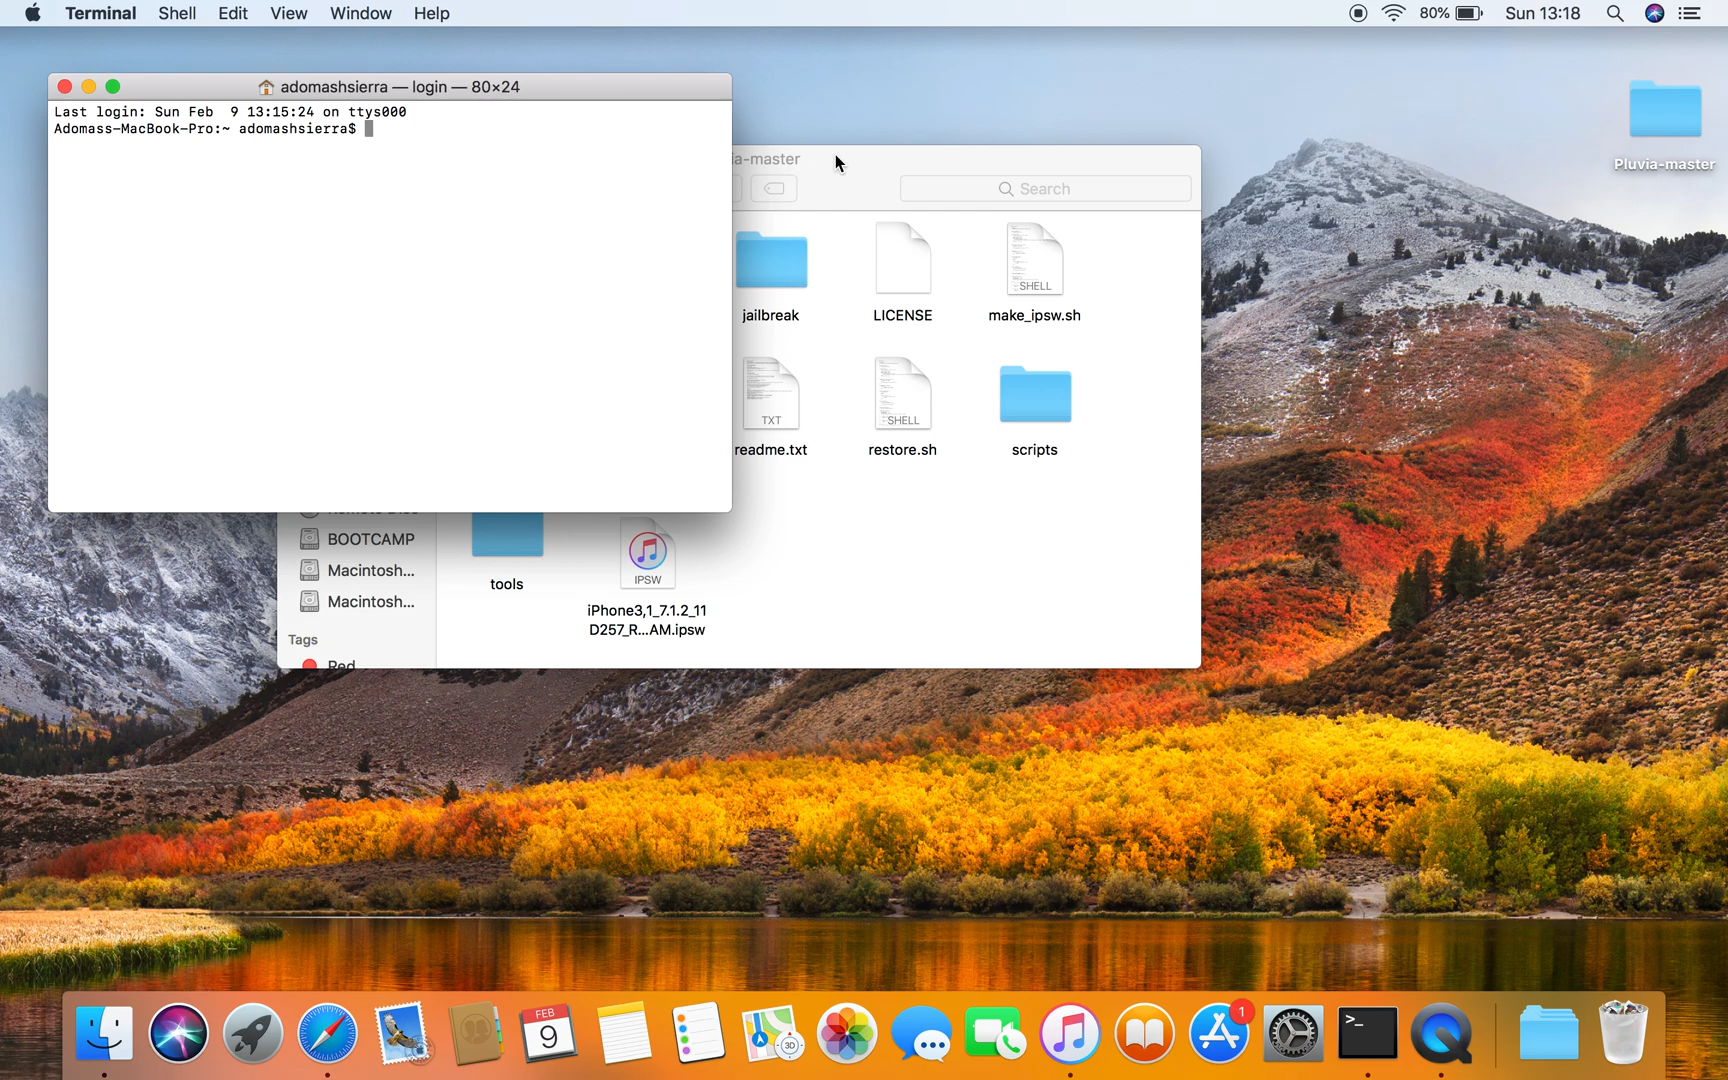 Terminal Shell Edit View Window Help
80% Sun 13:18
adomashsierra — login — 80×24
Last login: Sun Feb  9 13:15:24 on ttys000
Adomass-MacBook-Pro:~ adomashsierra$
ia-master
Search
Pluvia-master
SHELL
jailbreak
LICENSE
make_ipsw.sh
TXT
SHELL
readme.txt
restore.sh
scripts
BOOTCAMP
Macintosh...
Macintosh...
Tags
Red
tools
IPSW
iPhone3,1_7.1.2_11
D257_R...AM.ipsw
FEB
9
3D
1
>_